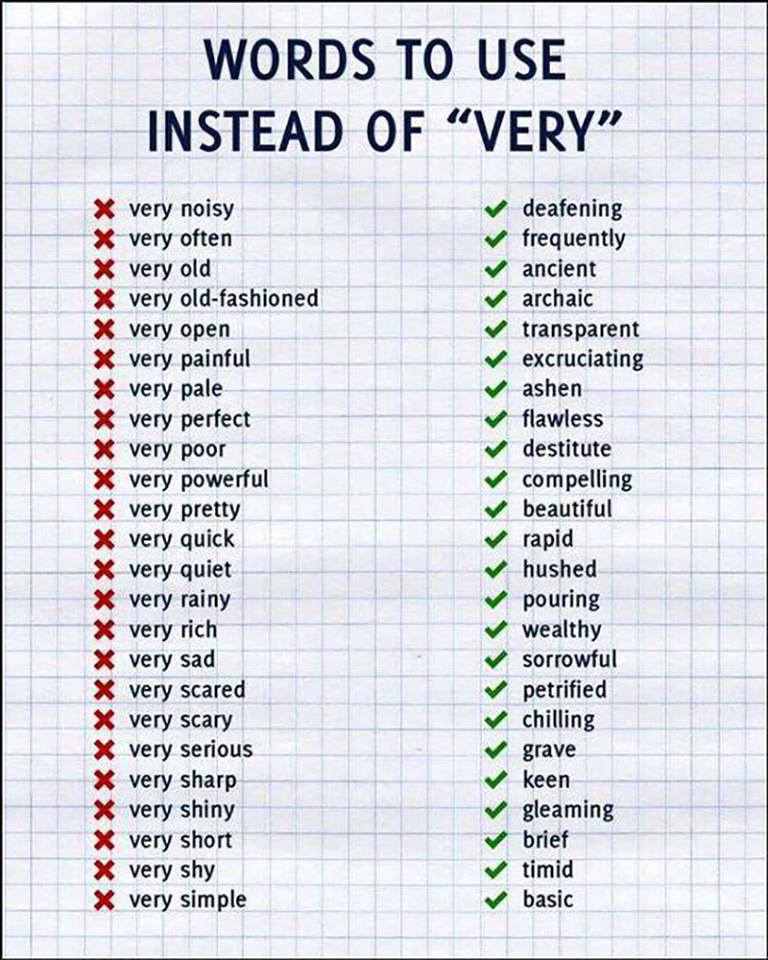 WORDS TO USE
INSTEAD OF “VERY”
very noisy deafening
very often frequently
very old ancient
very old-fashioned archaic
very open transparent
very painful excruciating
very pale ashen
very perfect flawless
very poor destitute
very powerful compelling
very pretty beautiful
very quick rapid
very quiet hushed
very rainy pouring
very rich wealthy
very sad sorrowful
very scared petrified
very scary chilling
very serious grave
very sharp keen
very shiny gleaming
very short brief
very shy timid
very simple basic